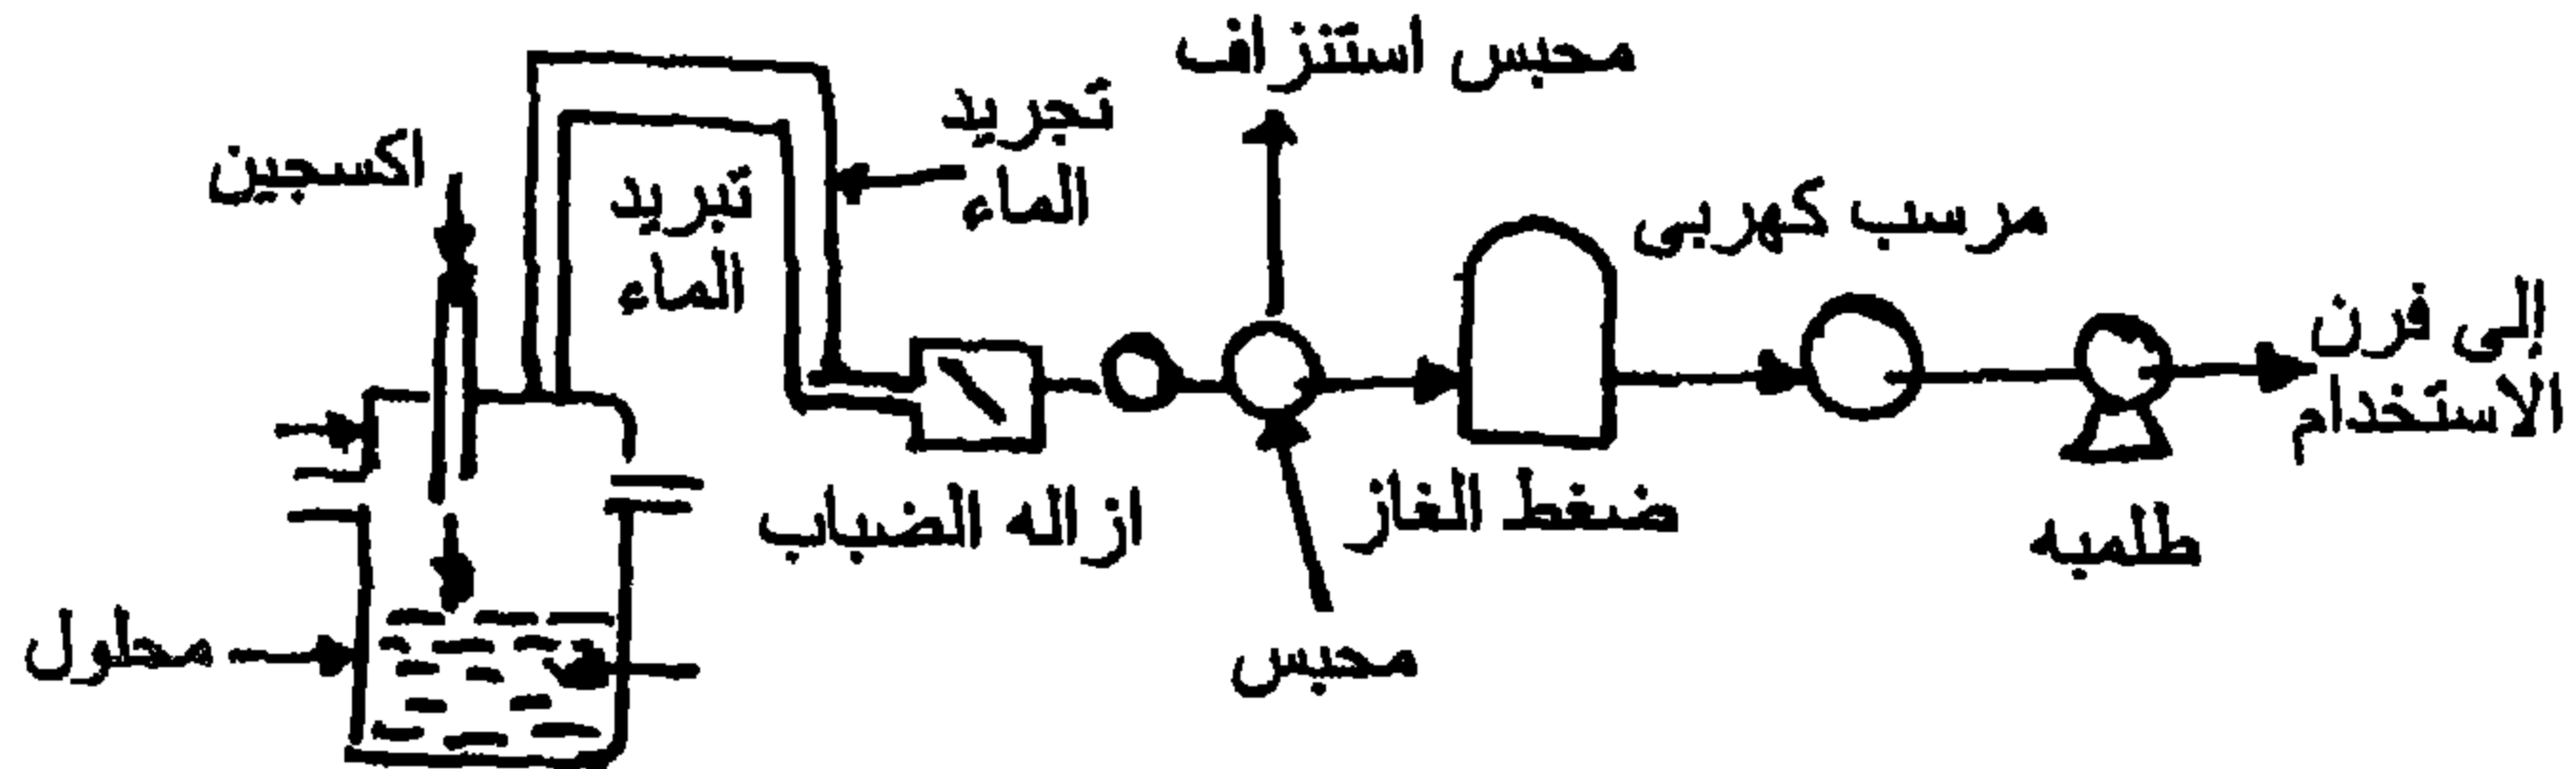 محبس استنزاف
تجريد
الماء
اكسجين
تبريد
الماء
مرسب كهربى
إلى فرن
الاستخدام
ازاله الضباب
ضغط الغاز
طلمبه
محلول
محبس